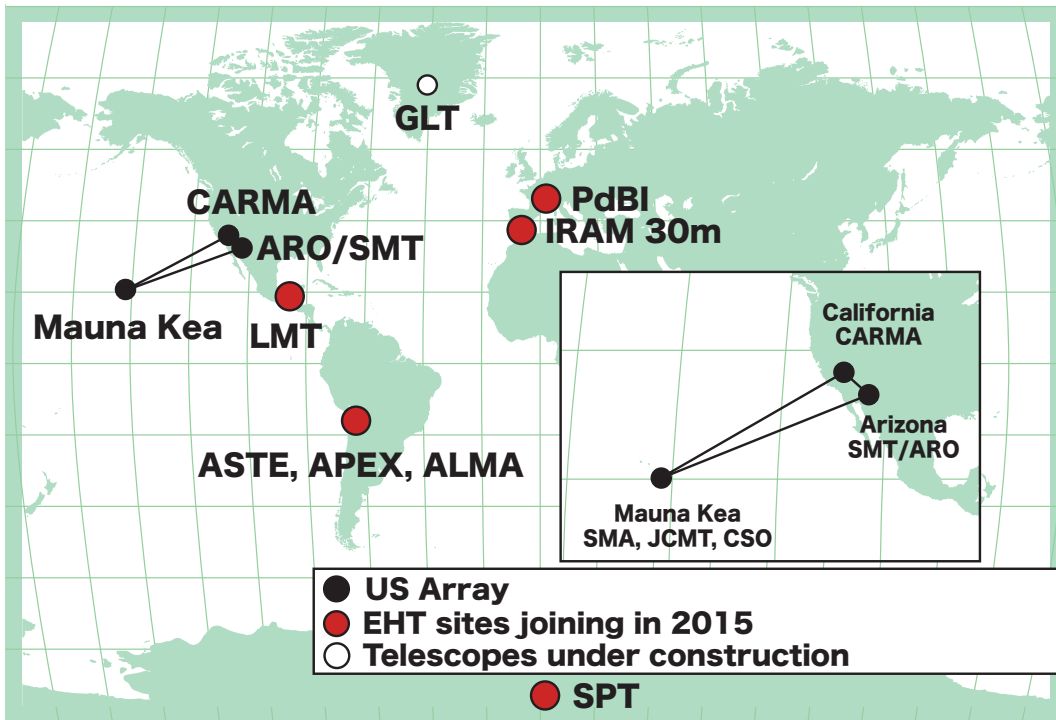 GLT
CARMA
PdBI
IRAM 30m
ARO/SMT
Mauna Kea
LMT
ASTE, APEX, ALMA
California
CARMA
Arizona
SMT/ARO
Mauna Kea
SMA, JCMT, CSO
US Array
EHT sites joining in 2015
Telescopes under construction
SPT